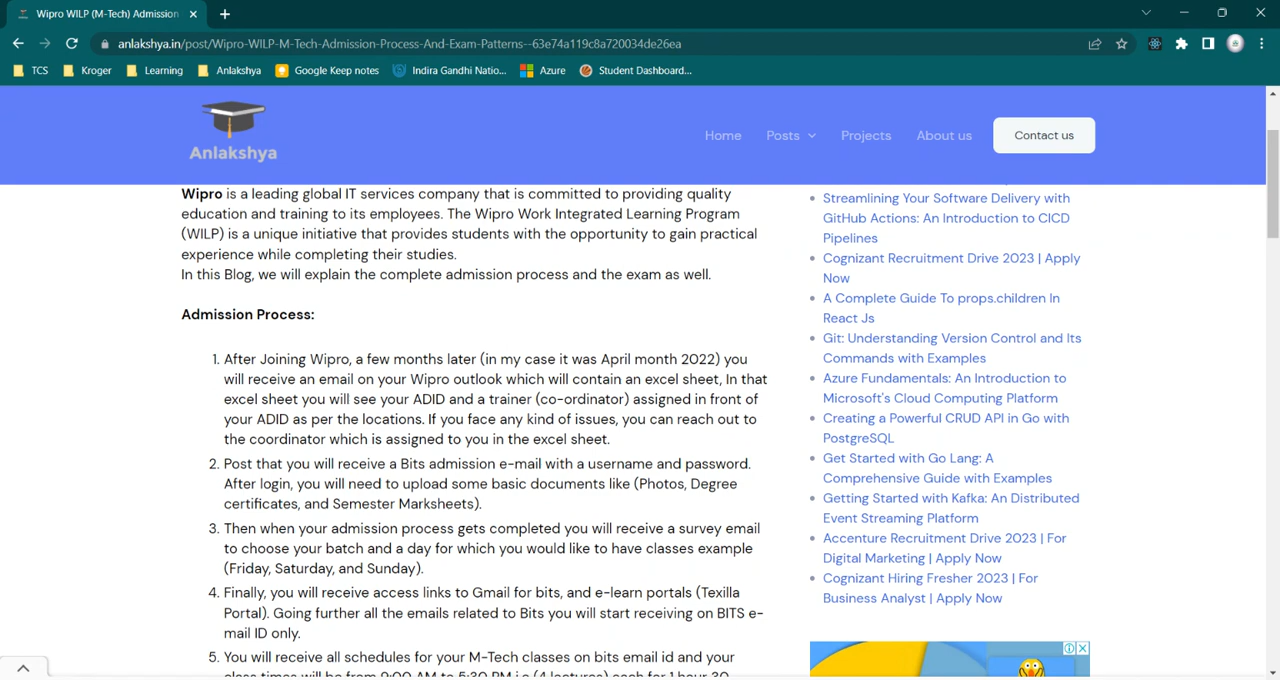 Wipro WILP (M-Tech) Admission
anlakshya.in/post/Wipro-WILP-M-Tech-Admission-Process-And-Exam-Patterns--63e74a119c8a720034de26ea
TCS Kroger Learning Anlakshya Google Keep notes Indira Gandhi Natio... Azure Student Dashboard...
Anlakshya
Home Posts Projects About us Contact us
Wipro is a leading global IT services company that is committed to providing quality
education and training to its employees. The Wipro Work Integrated Learning Program
(WILP) is a unique initiative that provides students with the opportunity to gain practical
experience while completing their studies.
In this Blog, we will explain the complete admission process and the exam as well.
Admission Process:
1. After Joining Wipro, a few months later (in my case it was April month 2022) you
will receive an email on your Wipro outlook which will contain an excel sheet, In that
excel sheet you will see your ADID and a trainer (co-ordinator) assigned in front of
your ADID as per the locations. If you face any kind of issues, you can reach out to
the coordinator which is assigned to you in the excel sheet.
2. Post that you will receive a Bits admission e-mail with a username and password.
After login, you will need to upload some basic documents like (Photos, Degree
certificates, and Semester Marksheets).
3. Then when your admission process gets completed you will receive a survey email
to choose your batch and a day for which you would like to have classes example
(Friday, Saturday, and Sunday).
4. Finally, you will receive access links to Gmail for bits, and e-learn portals (Texilla
Portal). Going further all the emails related to Bits you will start receiving on BITS e-
mail ID only.
5. You will receive all schedules for your M-Tech classes on bits email id and your
class times will be from 9:00 AM to 5:30 PM i.e (4 lectures) each for 1 hour 30
Streamlining Your Software Delivery with
GitHub Actions: An Introduction to CICD
Pipelines
Cognizant Recruitment Drive 2023 | Apply
Now
A Complete Guide To props.children In
React Js
Git: Understanding Version Control and Its
Commands with Examples
Azure Fundamentals: An Introduction to
Microsoft's Cloud Computing Platform
Creating a Powerful CRUD API in Go with
PostgreSQL
Get Started with Go Lang: A
Comprehensive Guide with Examples
Getting Started with Kafka: An Distributed
Event Streaming Platform
Accenture Recruitment Drive 2023 | For
Digital Marketing | Apply Now
Cognizant Hiring Fresher 2023 | For
Business Analyst | Apply Now